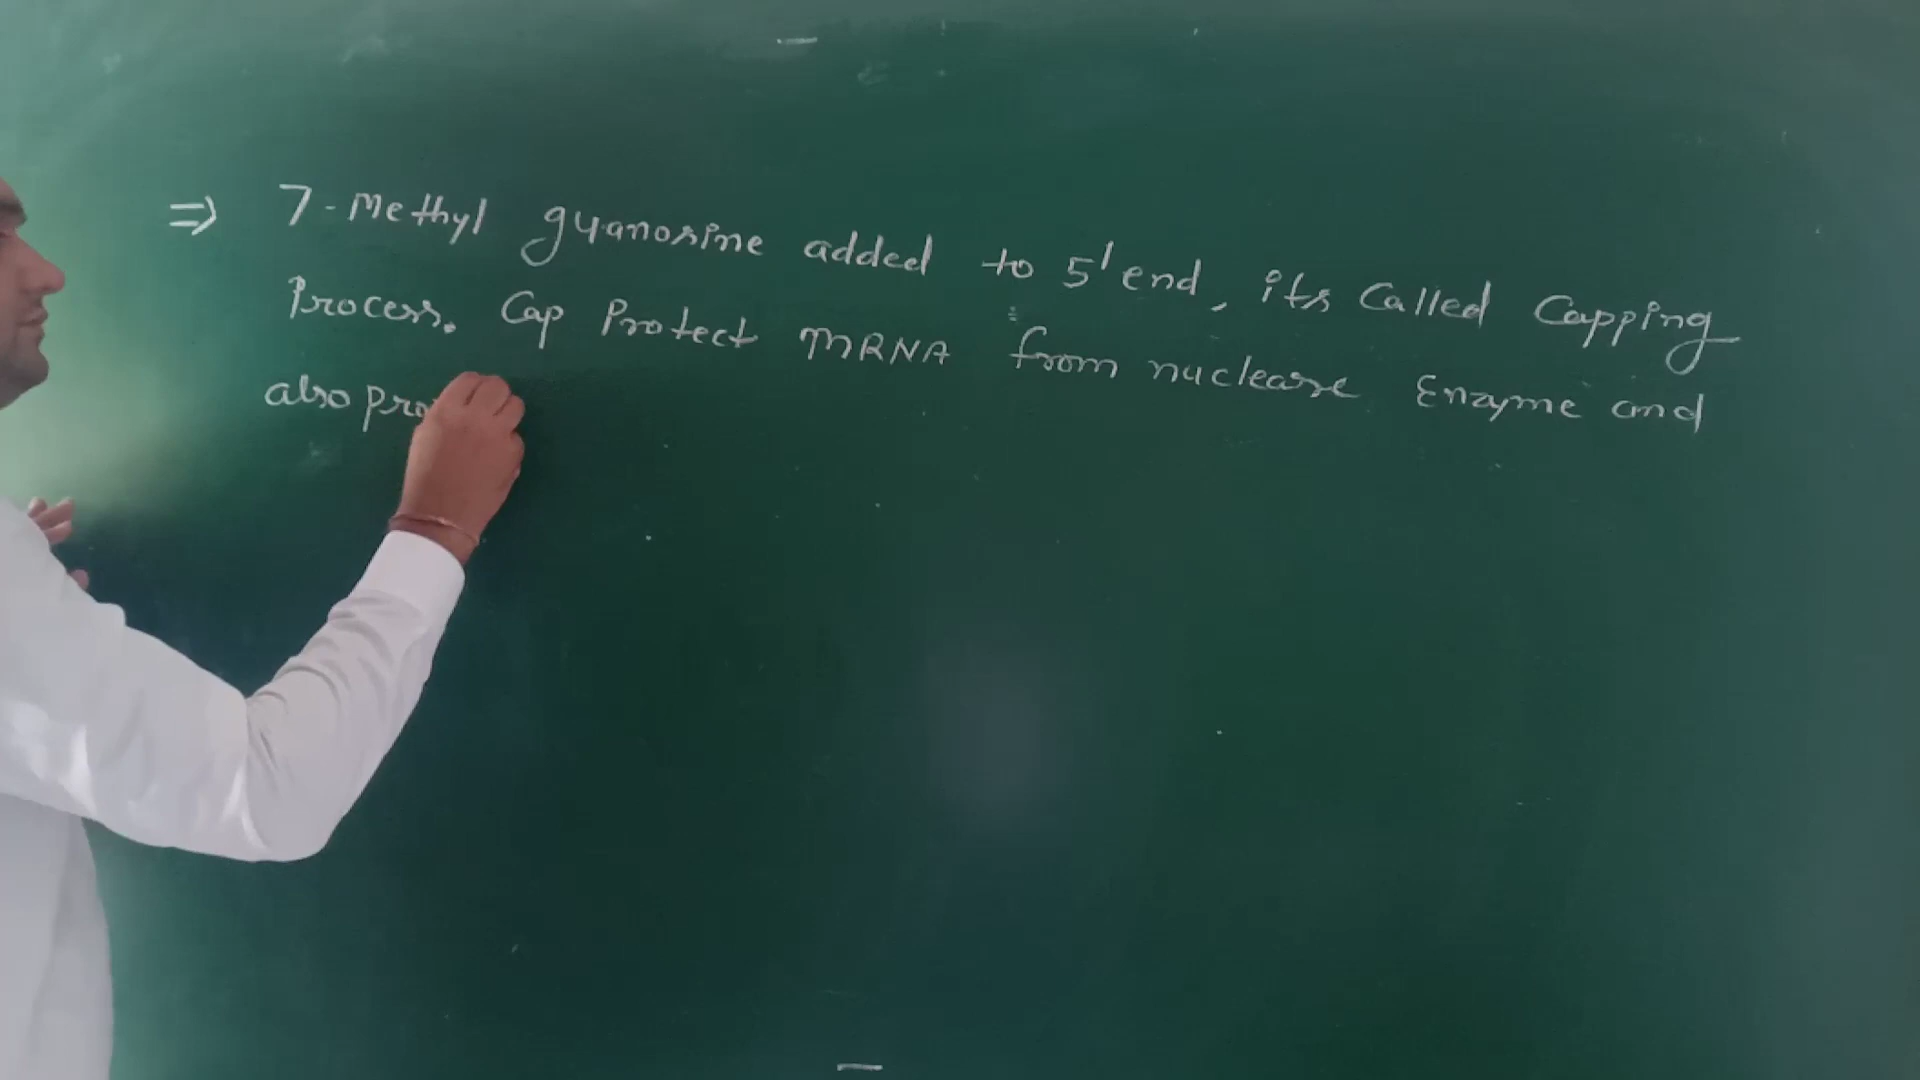 ⇒ 7-Methyl guanosine added to 5' end, its Called Capping
Process. Cap Protect mRNA from nuclease Enzyme and
also pro